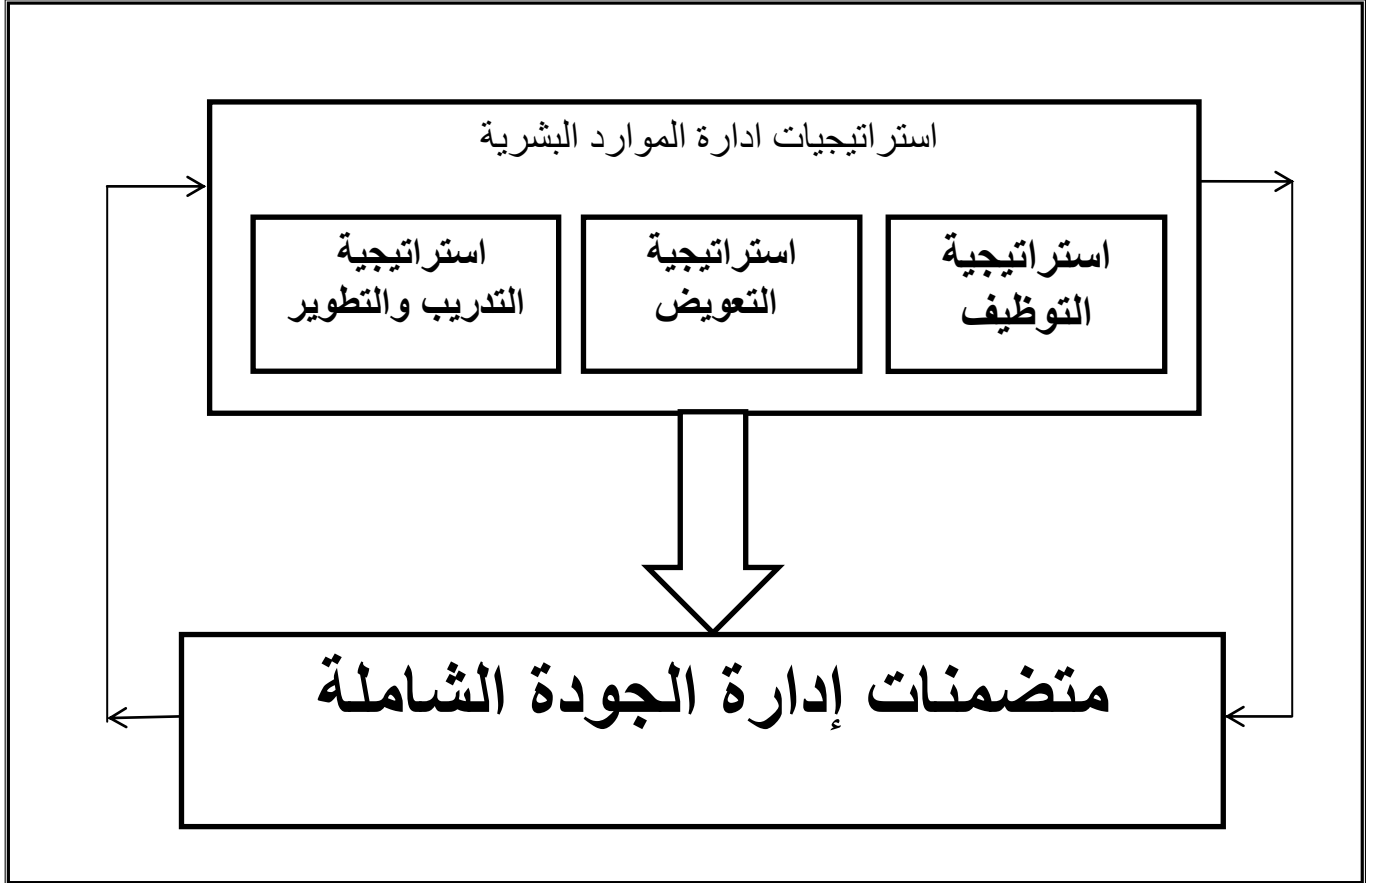 استراتيجيات ادارة الموارد البشرية
استراتيجية
التوظيف
استراتيجية
التعويض
استراتيجية
التدريب والتطوير
متضمنات إدارة الجودة الشاملة